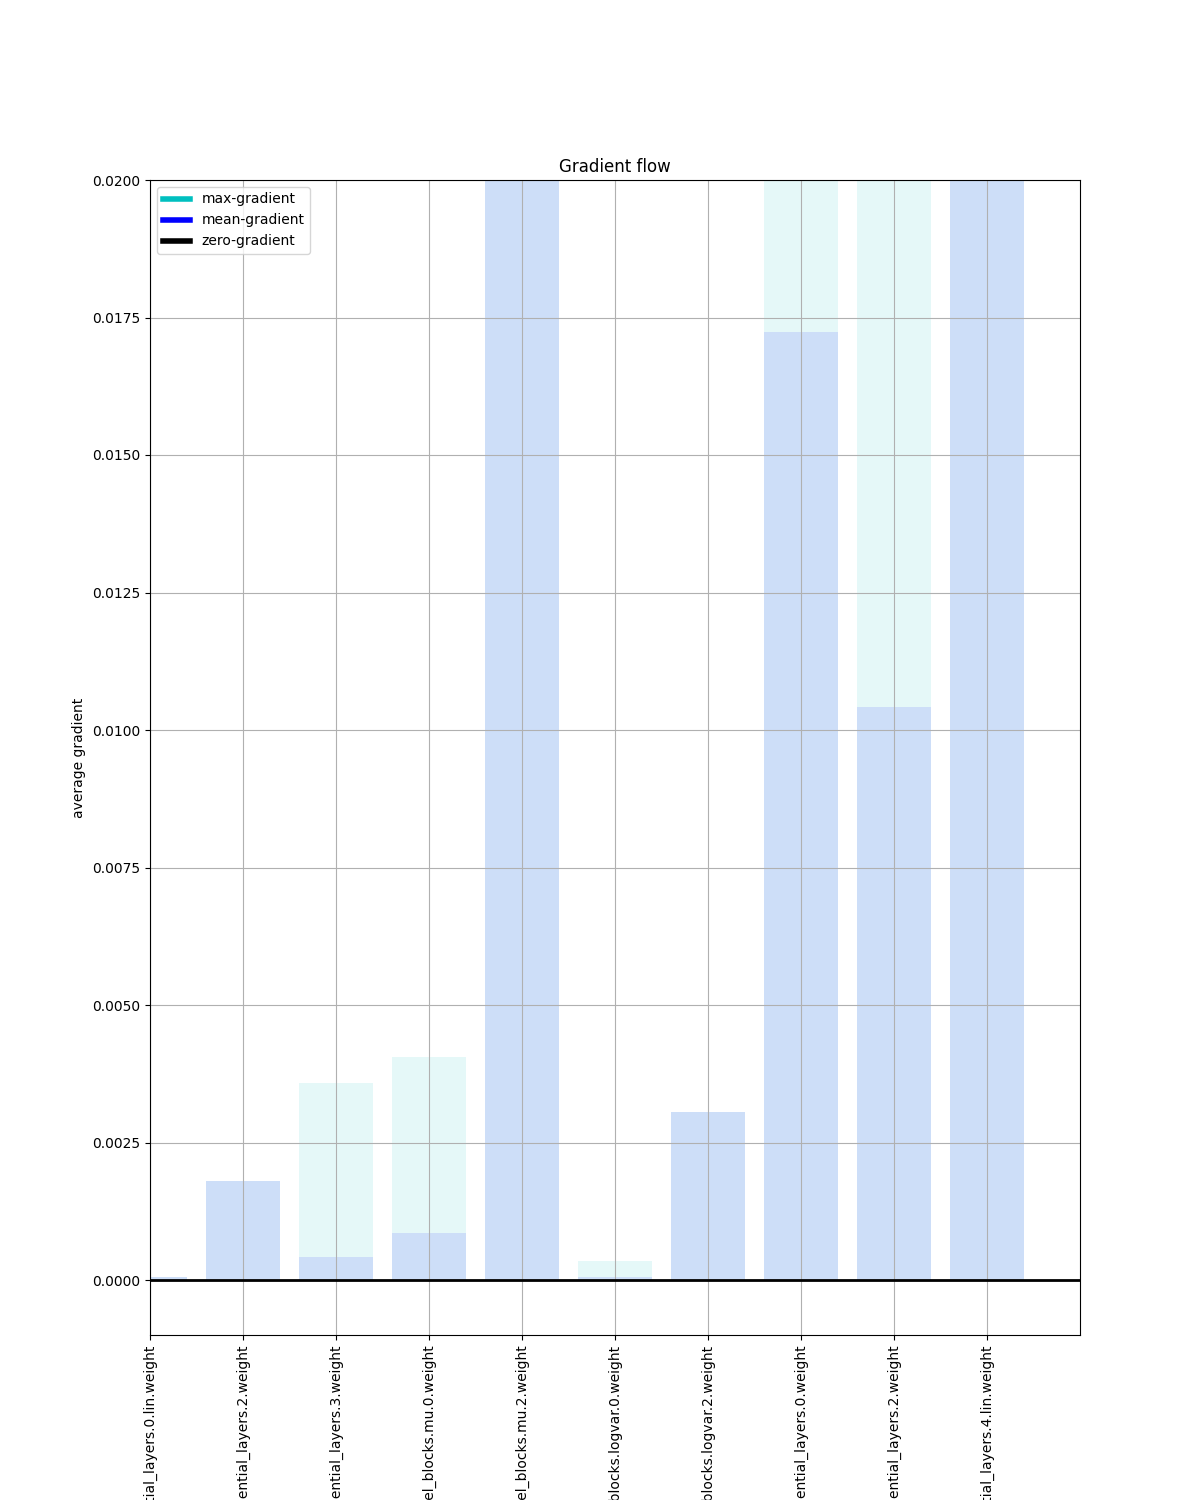 Gradient flow
max-gradient
mean-gradient
zero-gradient
0.0200
0.0175
0.0150
0.0125
0.0100
0.0075
0.0050
0.0025
0.0000
average gradient
tial_layers.0.lin.weight
ential_layers.2.weight
ential_layers.3.weight
el_blocks.mu.0.weight
el_blocks.mu.2.weight
blocks.logvar.0.weight
blocks.logvar.2.weight
ential_layers.0.weight
ential_layers.2.weight
tial_layers.4.lin.weight